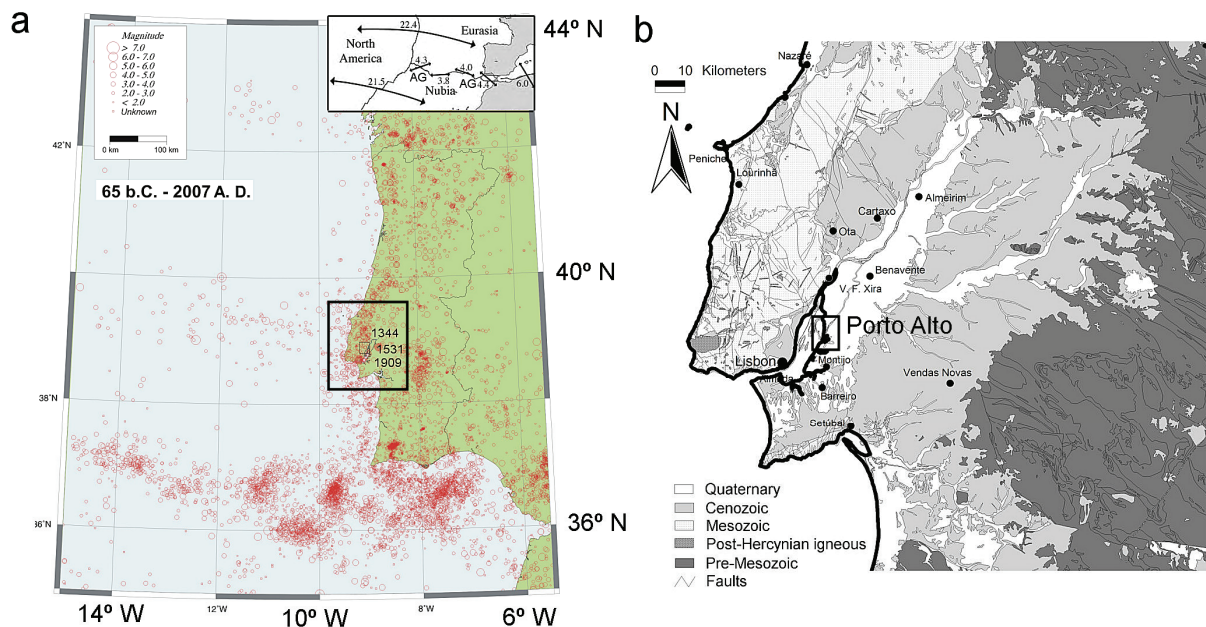 a
Magnitude
> 7.0
6.0 - 7.0
5.0 - 6.0
4.0 - 5.0
3.0 - 4.0
2.0 - 3.0
< 2.0
Unknown
0 km 100 km
65 b.C. - 2007 A. D.
22.4
North America
Eurasia
4.3
AG
4.0
3.8
AG
4.4
Nubia
6.0
21.5
44º N
42°N
40º N
38°N
36°N
36º N
1344
1531
1909
14º W
12°W
10º W
8°W
6º W
b
0 10 Kilometers
N
Nazaré
Peniche
Lourinhã
Almeirim
Cartaxo
Ota
Benavente
V. F. Xira
Porto Alto
Lisbon
Montijo
Almada
Barreiro
Vendas Novas
Setúbal
Quaternary
Cenozoic
Mesozoic
Post-Hercynian igneous
Pre-Mesozoic
Faults